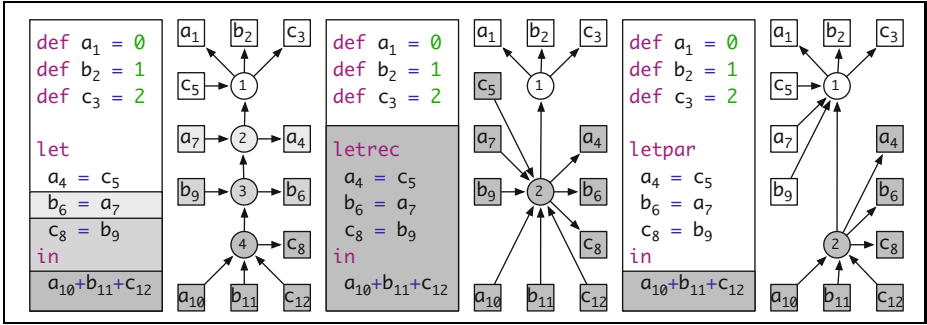 def a₁ = 0
def b₂ = 1
def c₃ = 2
let
a₄ = c₅
b₆ = a₇
c₈ = b₉
in
a₁₀+b₁₁+c₁₂
a₁ b₂ c₃
c₅ 1
a₇ 2 a₄
b₉ 3 b₆
4 c₈
a₁₀ b₁₁ c₁₂
def a₁ = 0
def b₂ = 1
def c₃ = 2
letrec
a₄ = c₅
b₆ = a₇
c₈ = b₉
in
a₁₀+b₁₁+c₁₂
a₁ b₂ c₃
c₅ 1
a₇ a₄
b₉ 2 b₆
c₈
a₁₀ b₁₁ c₁₂
def a₁ = 0
def b₂ = 1
def c₃ = 2
letpar
a₄ = c₅
b₆ = a₇
c₈ = b₉
in
a₁₀+b₁₁+c₁₂
a₁ b₂ c₃
c₅ 1
a₇ a₄
b₉ b₆
2 c₈
a₁₀ b₁₁ c₁₂